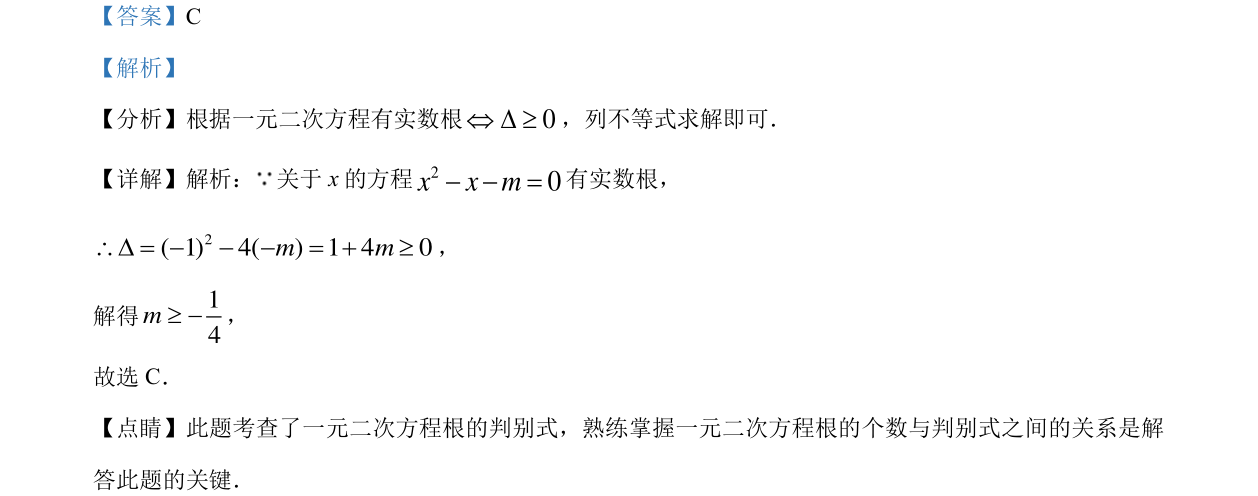 【答案】C
【解析】
【分析】根据一元二次方程有实数根⇔Δ≥0，列不等式求解即可．
【详解】解析：∵关于 x 的方程 x² − x − m = 0 有实数根，
∴Δ = (−1)² − 4(−m) = 1 + 4m ≥ 0，
解得 m ≥ −1/4，
故选 C．
【点睛】此题考查了一元二次方程根的判别式，熟练掌握一元二次方程根的个数与判别式之间的关系是解
答此题的关键．